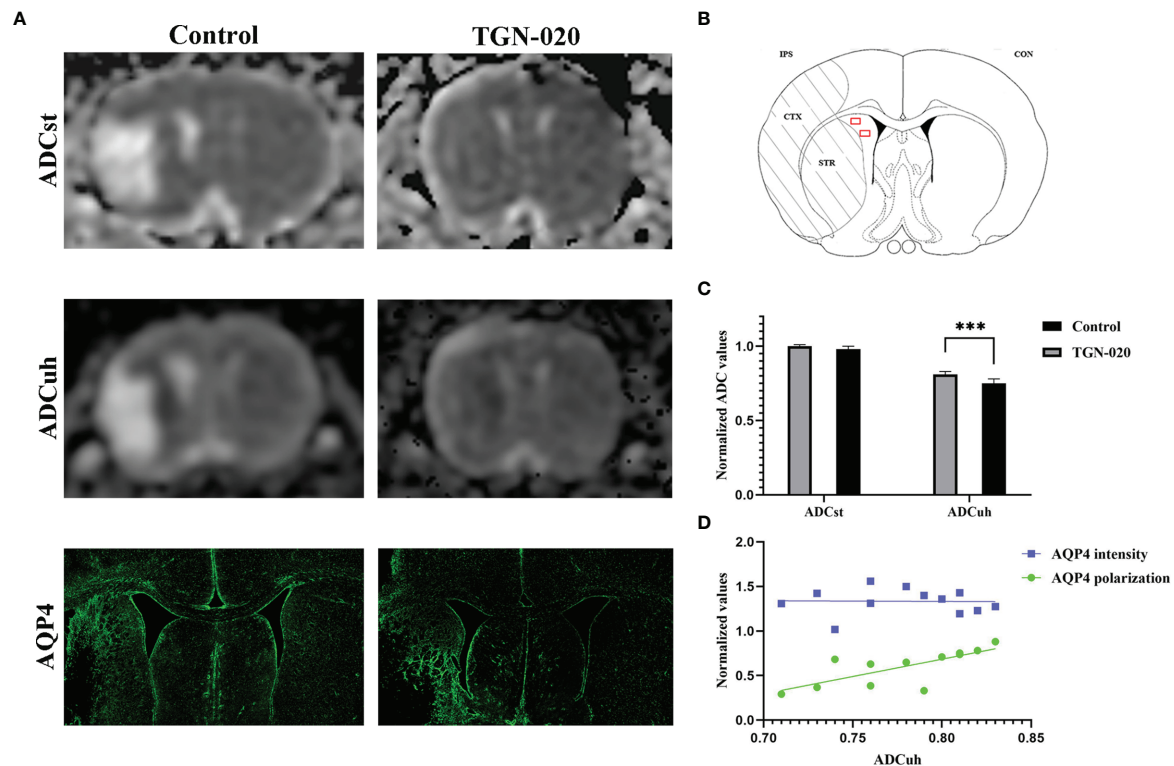 A
Control
TGN-020
ADCst
ADCuh
AQP4
B
IPS
CON
CTX
STR
C
Normalized ADC values
1.0
0.5
0.0
ADCst
ADCuh
***
Control
TGN-020
D
Normalized values
2.0
1.5
1.0
0.5
0.0
0.70
0.75
0.80
0.85
ADCuh
AQP4 intensity
AQP4 polarization